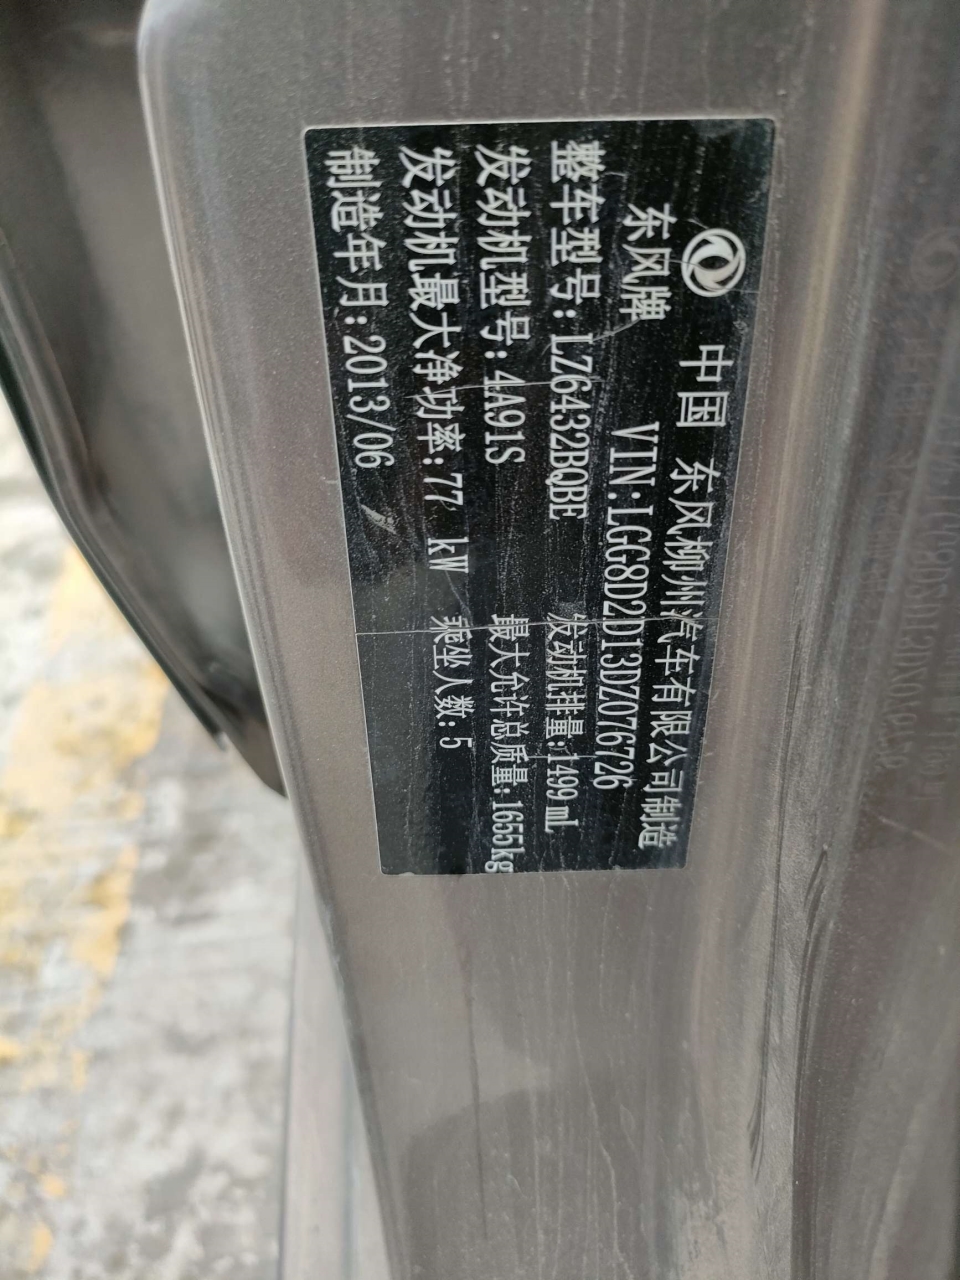 中国 东风柳州汽车有限公司制造
东风牌 VIN:LGG8D2D13DZ076726
整车型号:LZ6432BQBE 发动机排量:1499 mL
发动机型号:4A91S 最大允许总质量:1655kg
发动机最大净功率:77 kW 乘坐人数:5
制造年月:2013/06